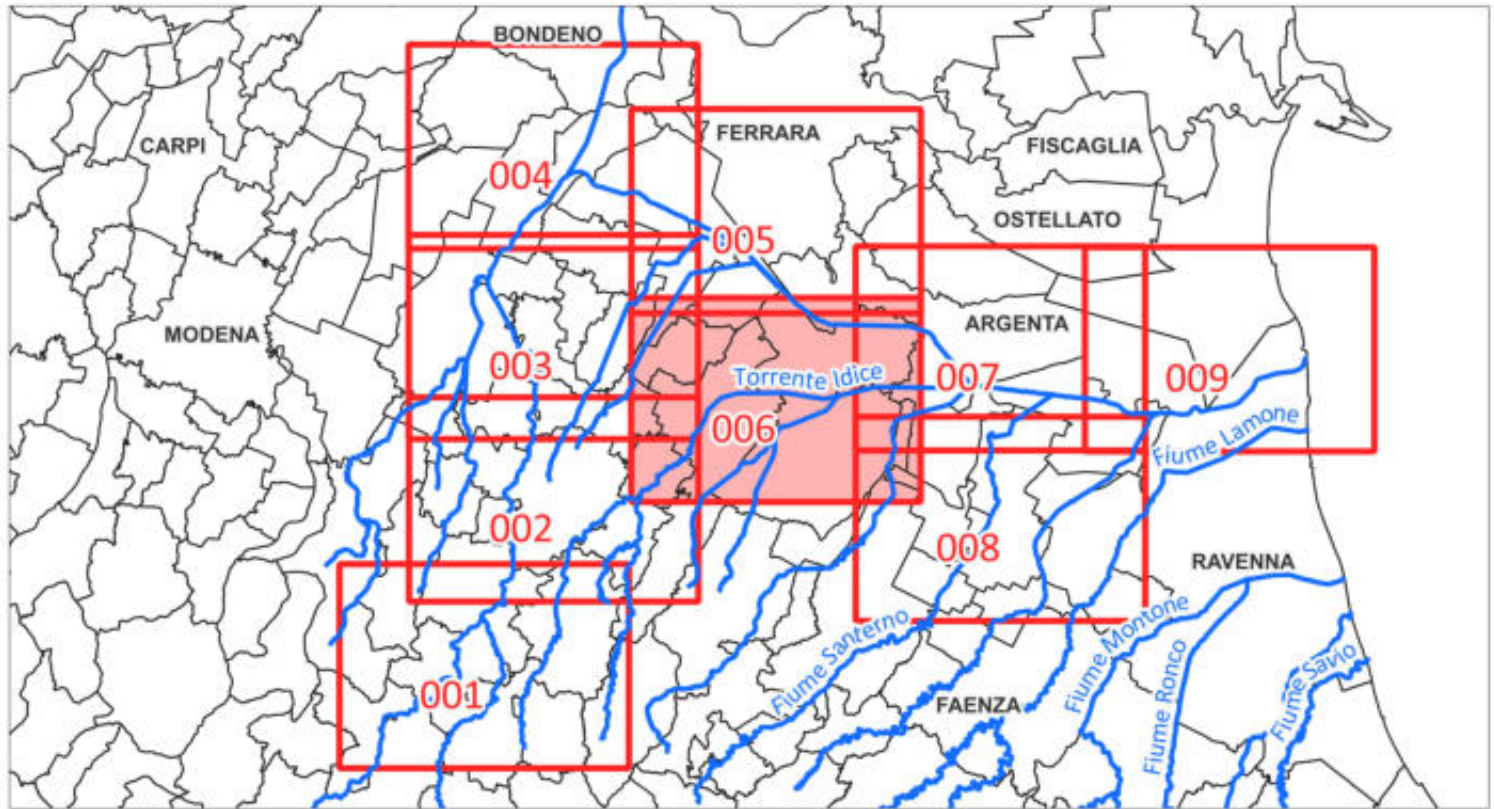 BONDENO
FERRARA
CARPI
FISCAGLIA
004
OSTELLATO
005
MODENA
ARGENTA
003
Torrente Idice
007
009
006
Fiume Lamone
002
008
RAVENNA
Fiume Santerno
Fiume Montone
Fiume Ronco
Fiume Savio
001
FAENZA